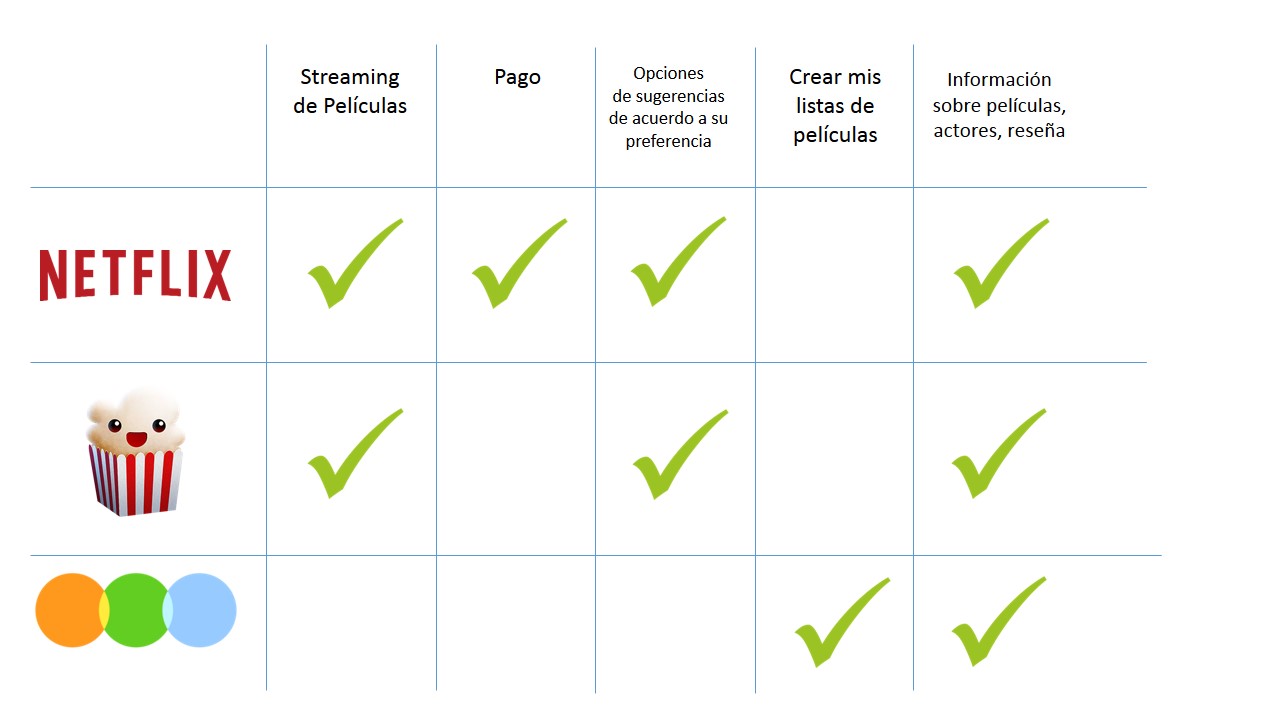 Streaming
de Películas
Pago
Opciones
de sugerencias
de acuerdo a su
preferencia
Crear mis
listas de
películas
Información
sobre películas,
actores, reseña
NETFLIX